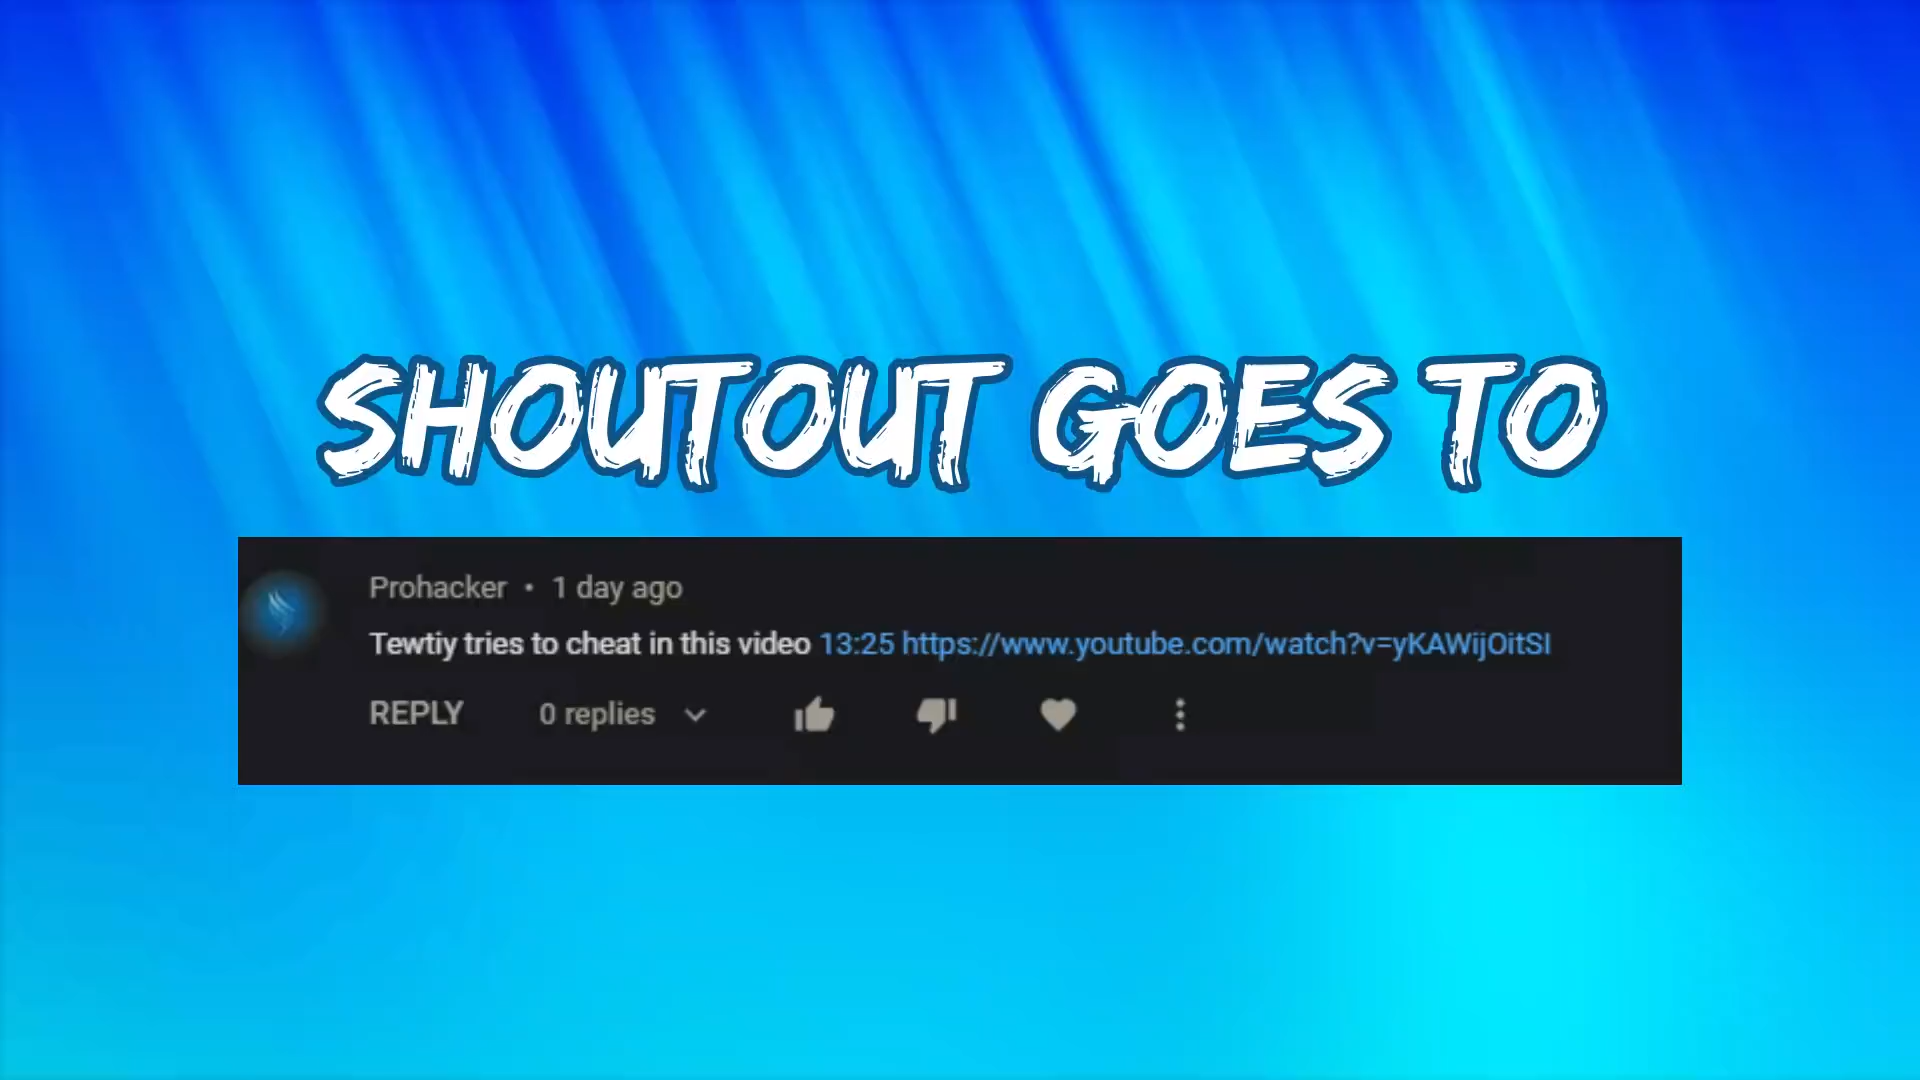 SHOUTOUT GOES TO
Prohacker • 1 day ago
Tewtiy tries to cheat in this video 13:25 https://www.youtube.com/watch?v=yKAWijOitSI
REPLY 0 replies